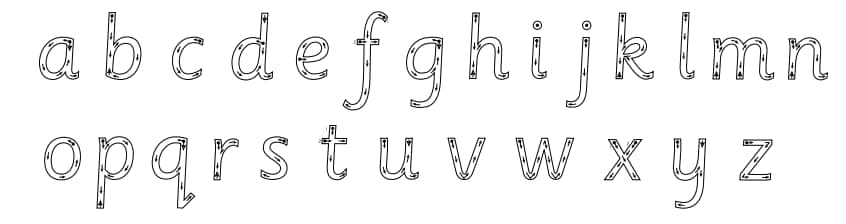 a b c d e f g h i j k l m n
o p q r s t u v w x y z